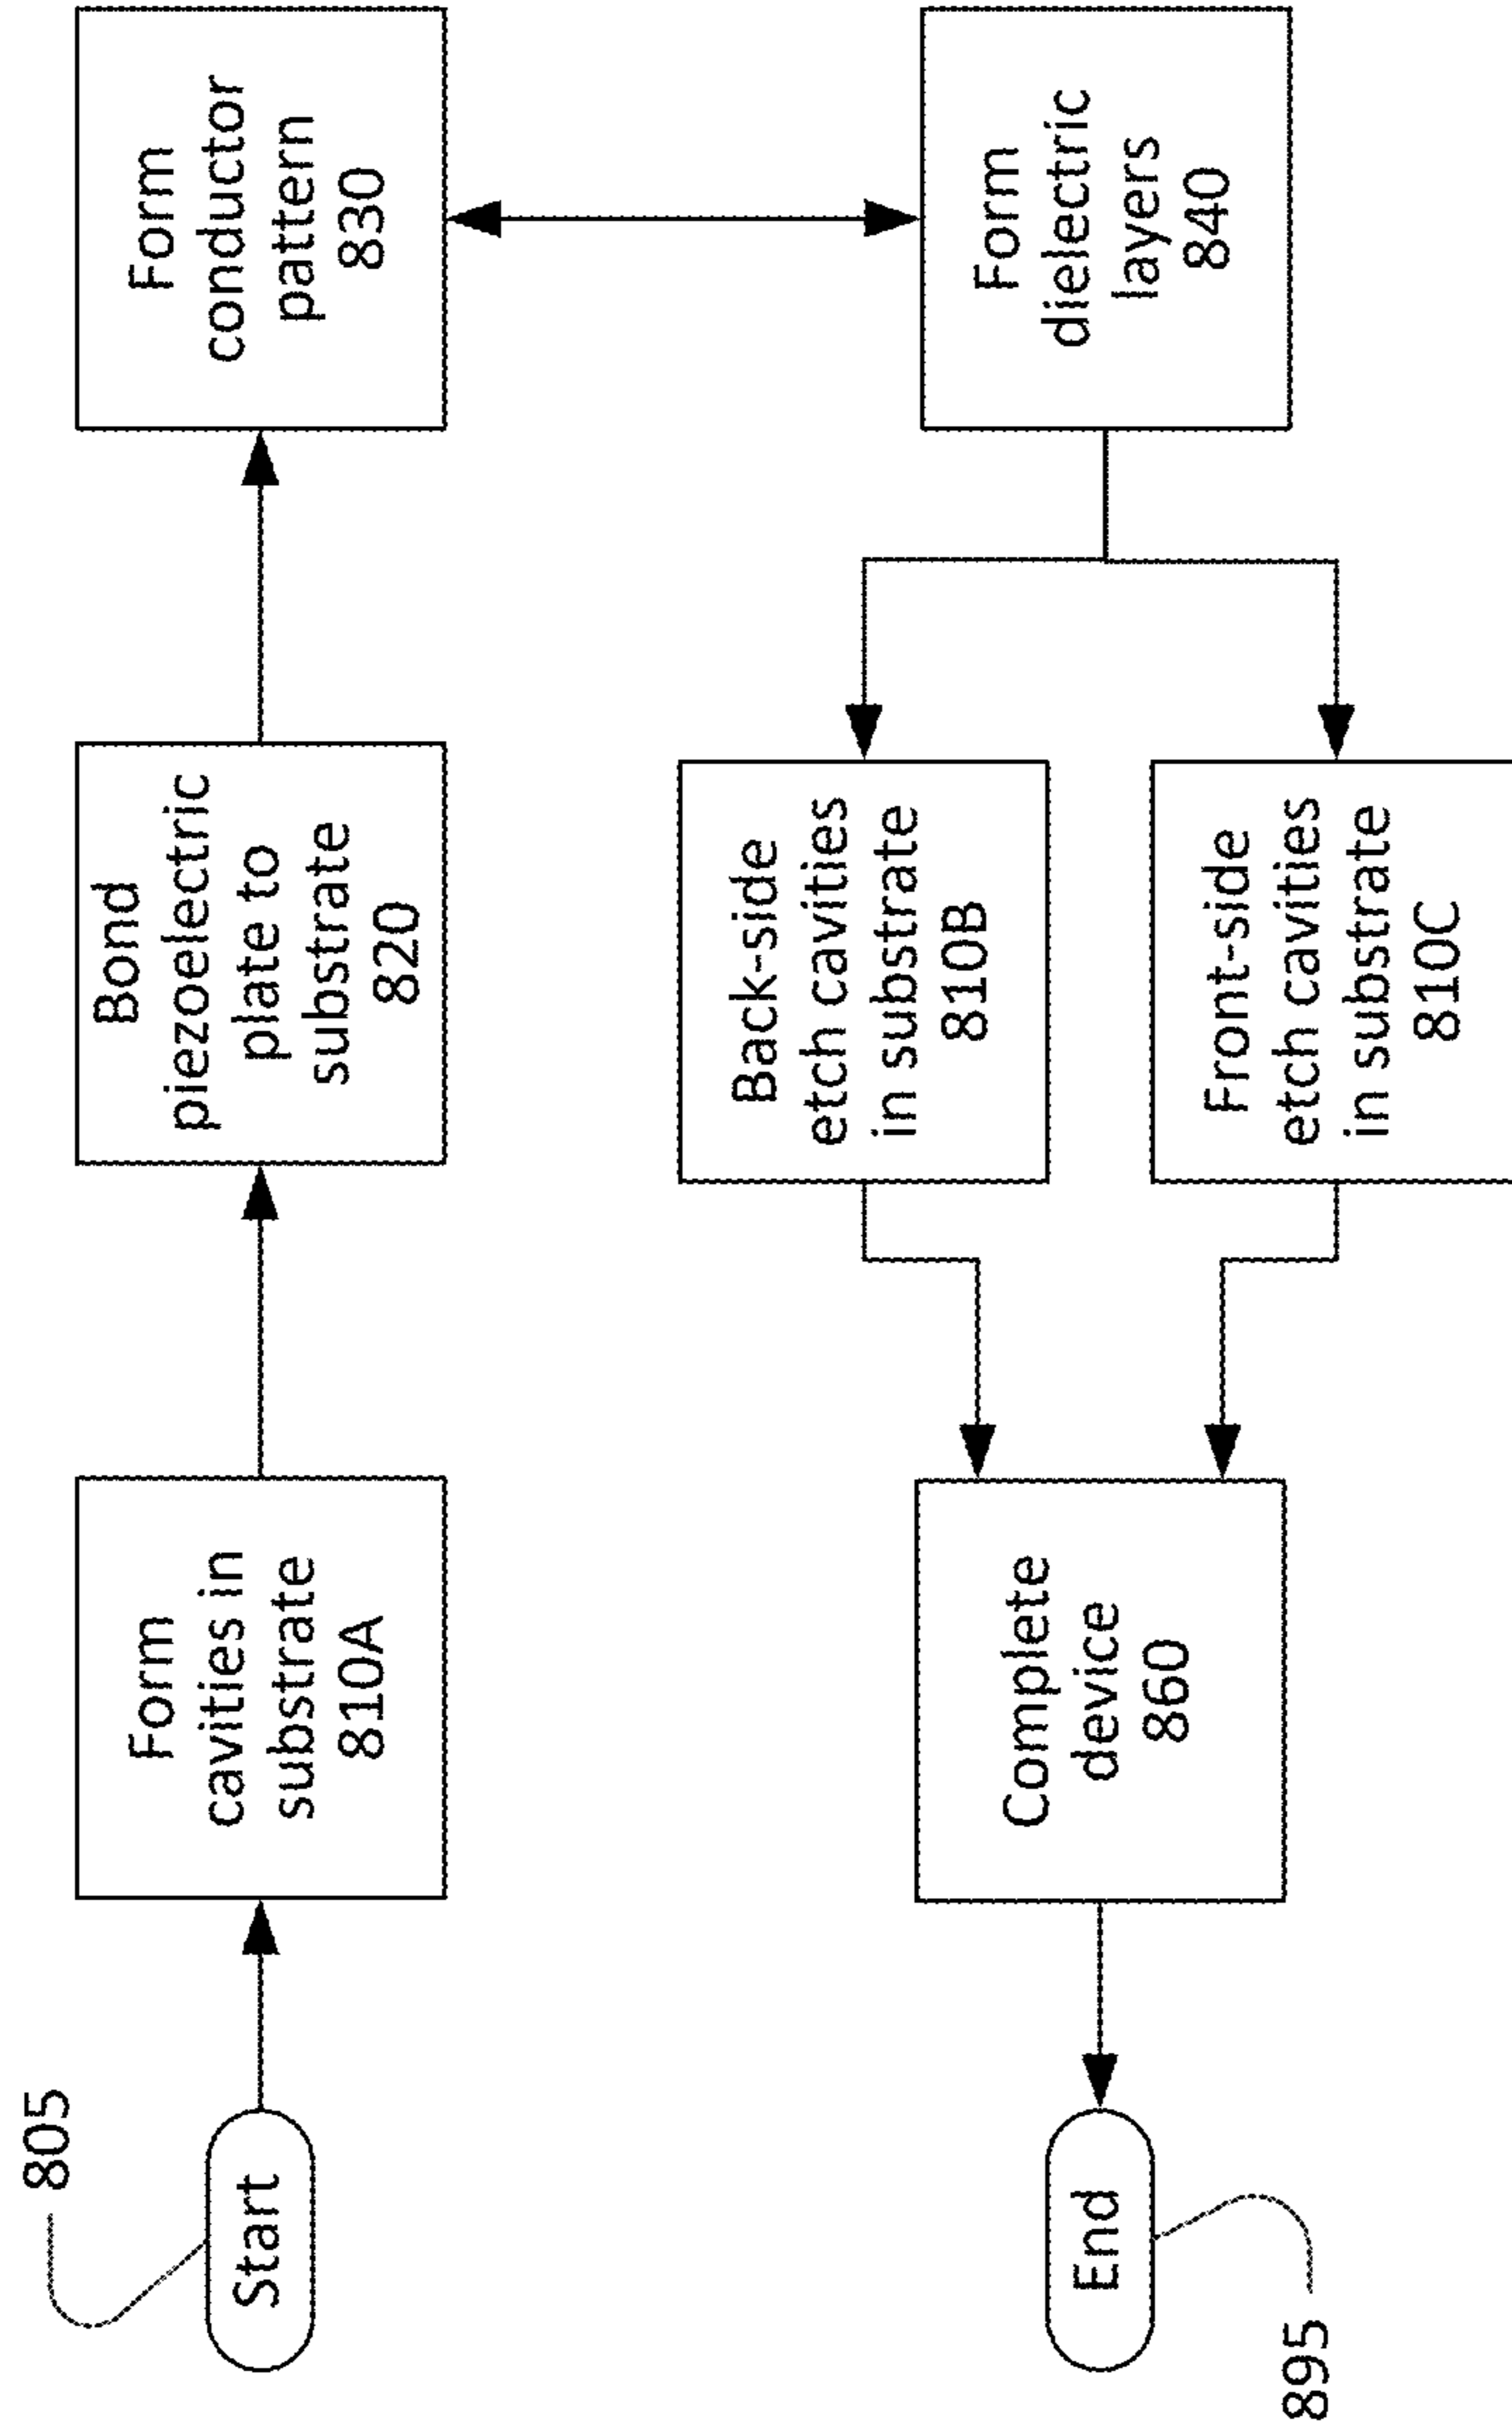 805
Start
Form
cavities in
substrate
810A
Bond
piezoelectric
plate to
substrate
820
Form
conductor
pattern
830
Form
dielectric
layers
840
Back-side
etch cavities
in substrate
810B
Front-side
etch cavities
in substrate
810C
Complete
device
860
End
895